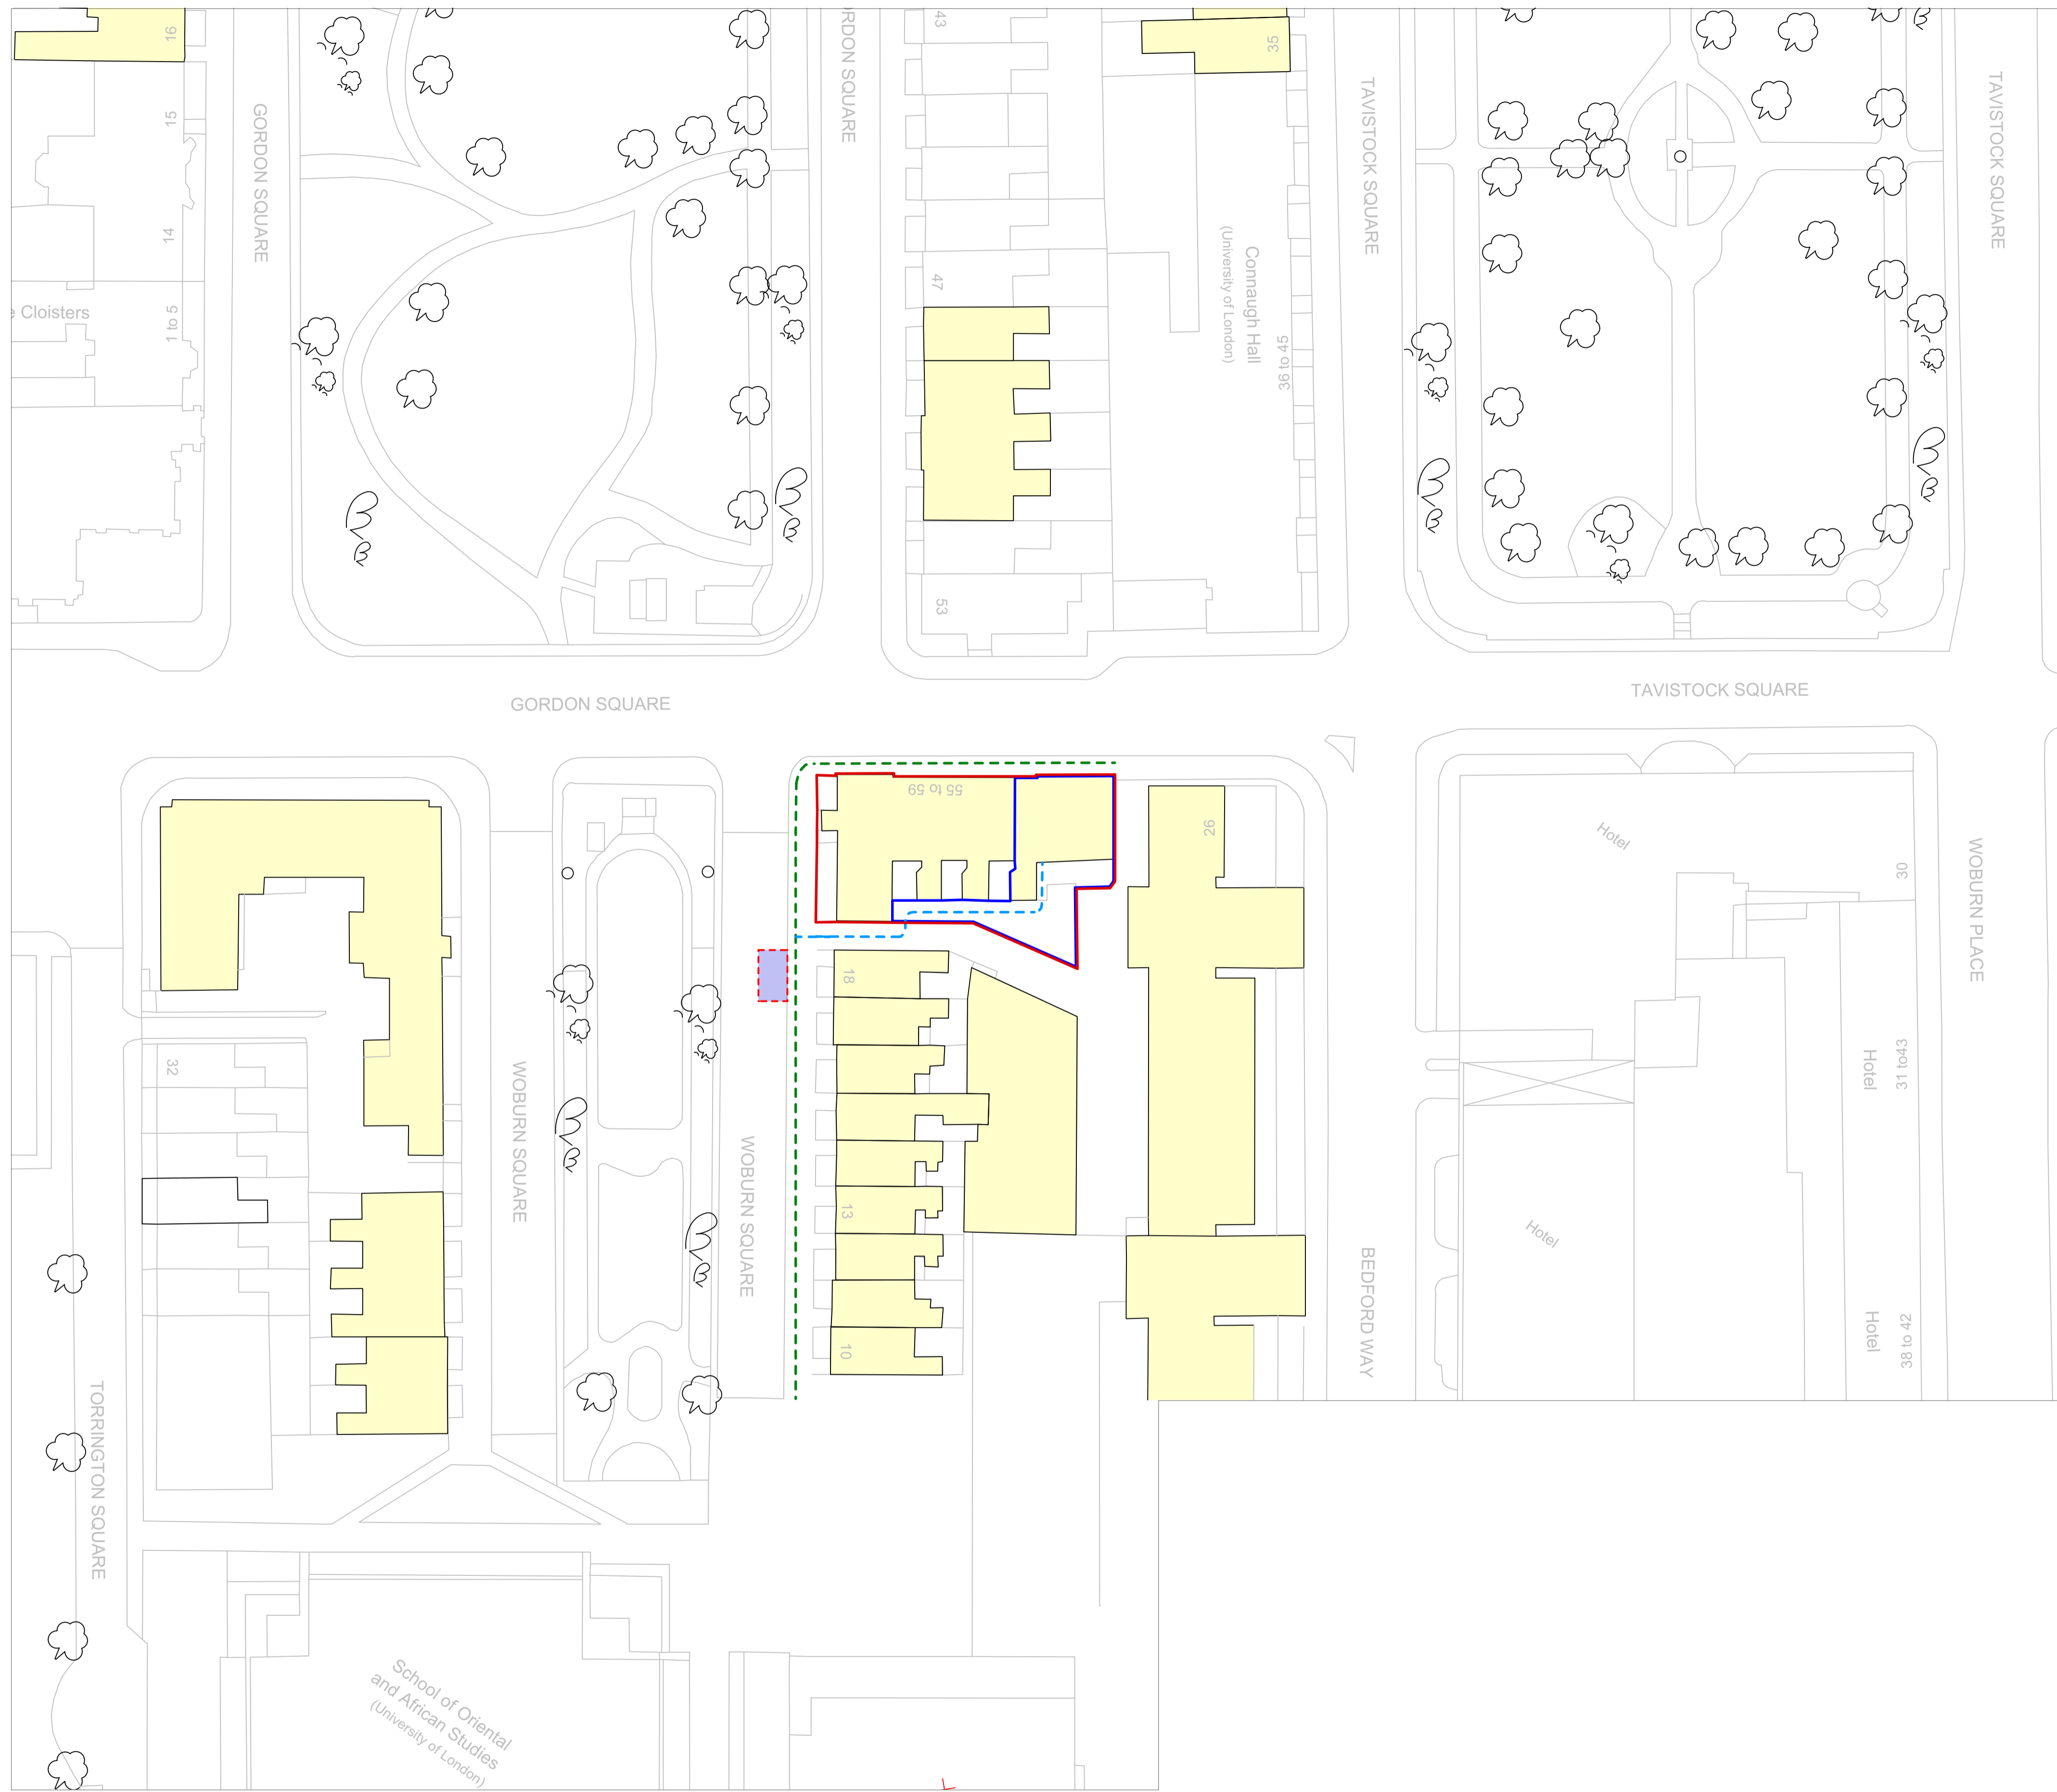 16
15
14
1 to 5
e Cloisters
GORDON SQUARE
RDON SQUARE
43
47
53
35
Connaugh Hall
(University of London)
36 to 45
TAVISTOCK SQUARE
TAVISTOCK SQUARE
GORDON SQUARE
TAVISTOCK SQUARE
55 to 59
26
Hotel
30
WOBURN PLACE
18
32
WOBURN SQUARE
WOBURN SQUARE
Hotel
31 to43
13
Hotel
10
BEDFORD WAY
Hotel
38 to 42
TORRINGTON SQUARE
School of Oriental
and African Studies
(University of London)